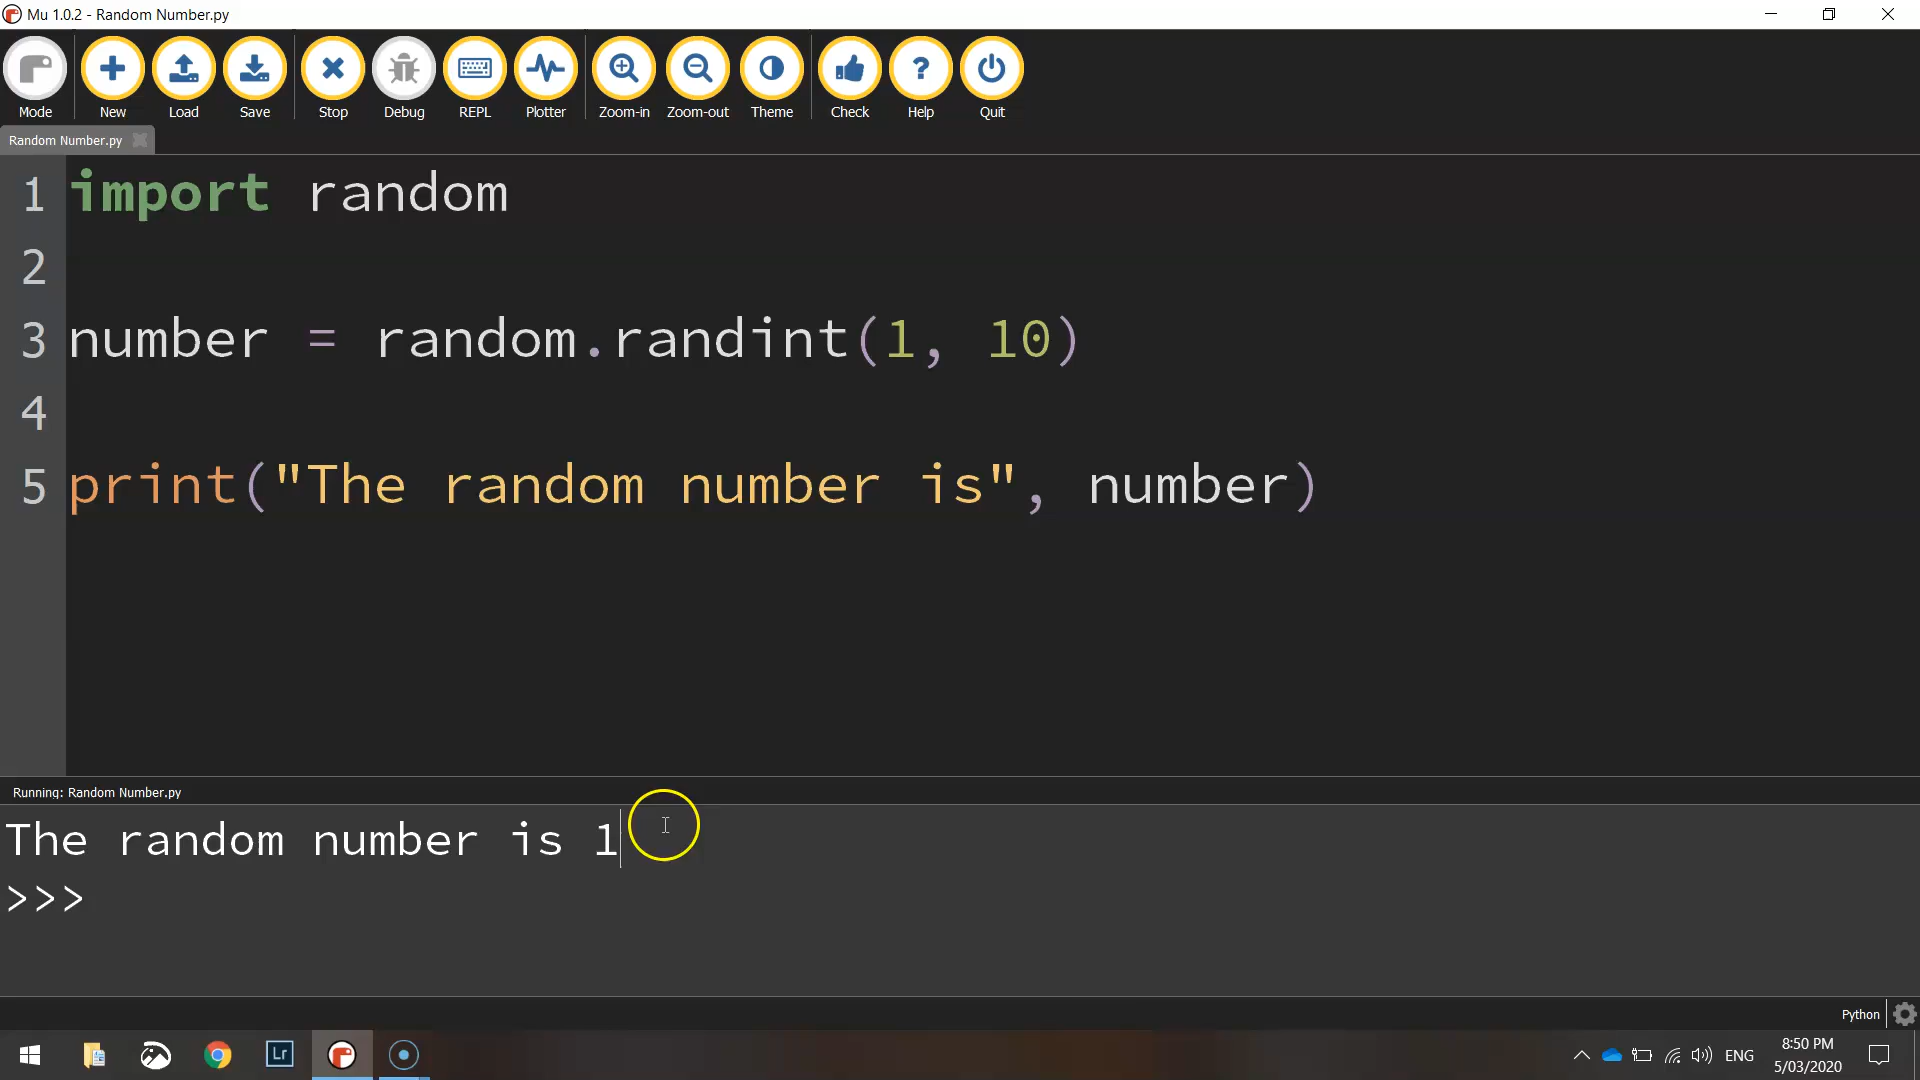 Mu 1.0.2 - Random Number.py
Mode New Load Save Stop Debug REPL Plotter Zoom-in Zoom-out Theme Check Help Quit
Random Number.py
1 import random
2
3 number = random.randint(1, 10)
4
5 print("The random number is", number)
Running: Random Number.py
The random number is 1
>>>
Python
Lr
ENG
8:50 PM
5/03/2020